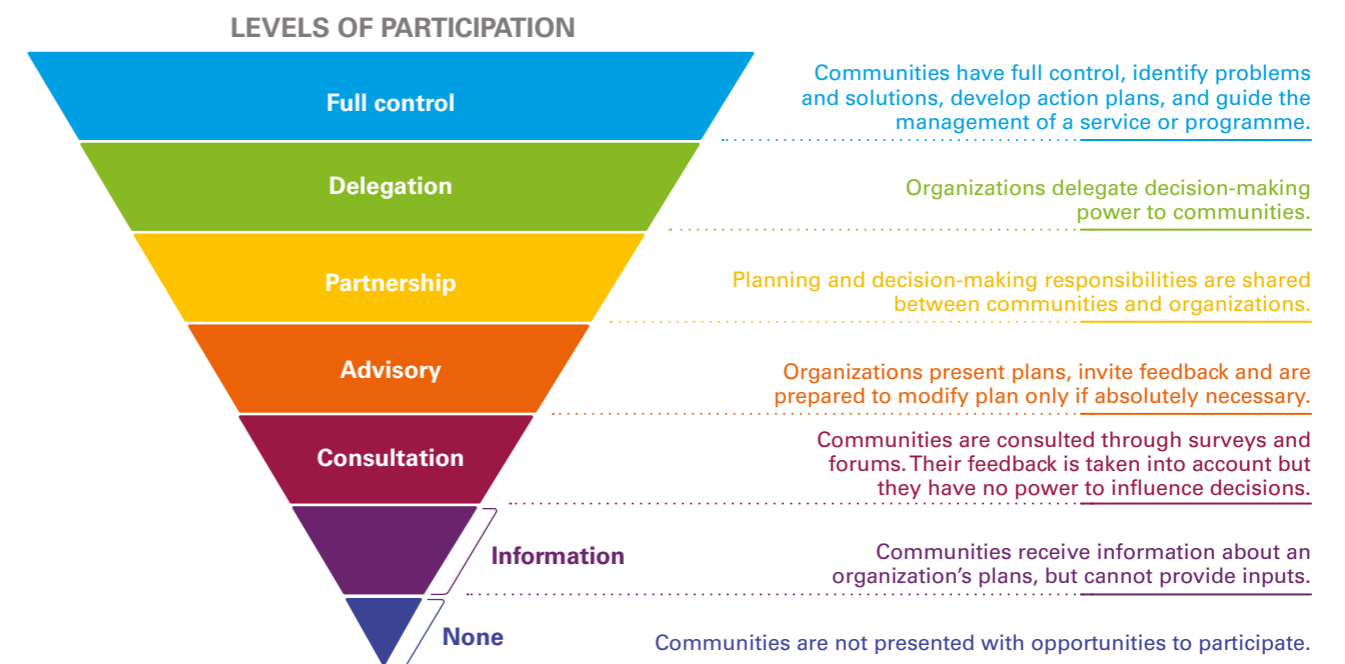 LEVELS OF PARTICIPATION
Full control
Communities have full control, identify problems
and solutions, develop action plans, and guide the
management of a service or programme.
Delegation
Organizations delegate decision-making
power to communities.
Partnership
Planning and decision-making responsibilities are shared
between communities and organizations.
Advisory
Organizations present plans, invite feedback and are
prepared to modify plan only if absolutely necessary.
Consultation
Communities are consulted through surveys and
forums. Their feedback is taken into account but
they have no power to influence decisions.
Information
Communities receive information about an
organization’s plans, but cannot provide inputs.
None
Communities are not presented with opportunities to participate.